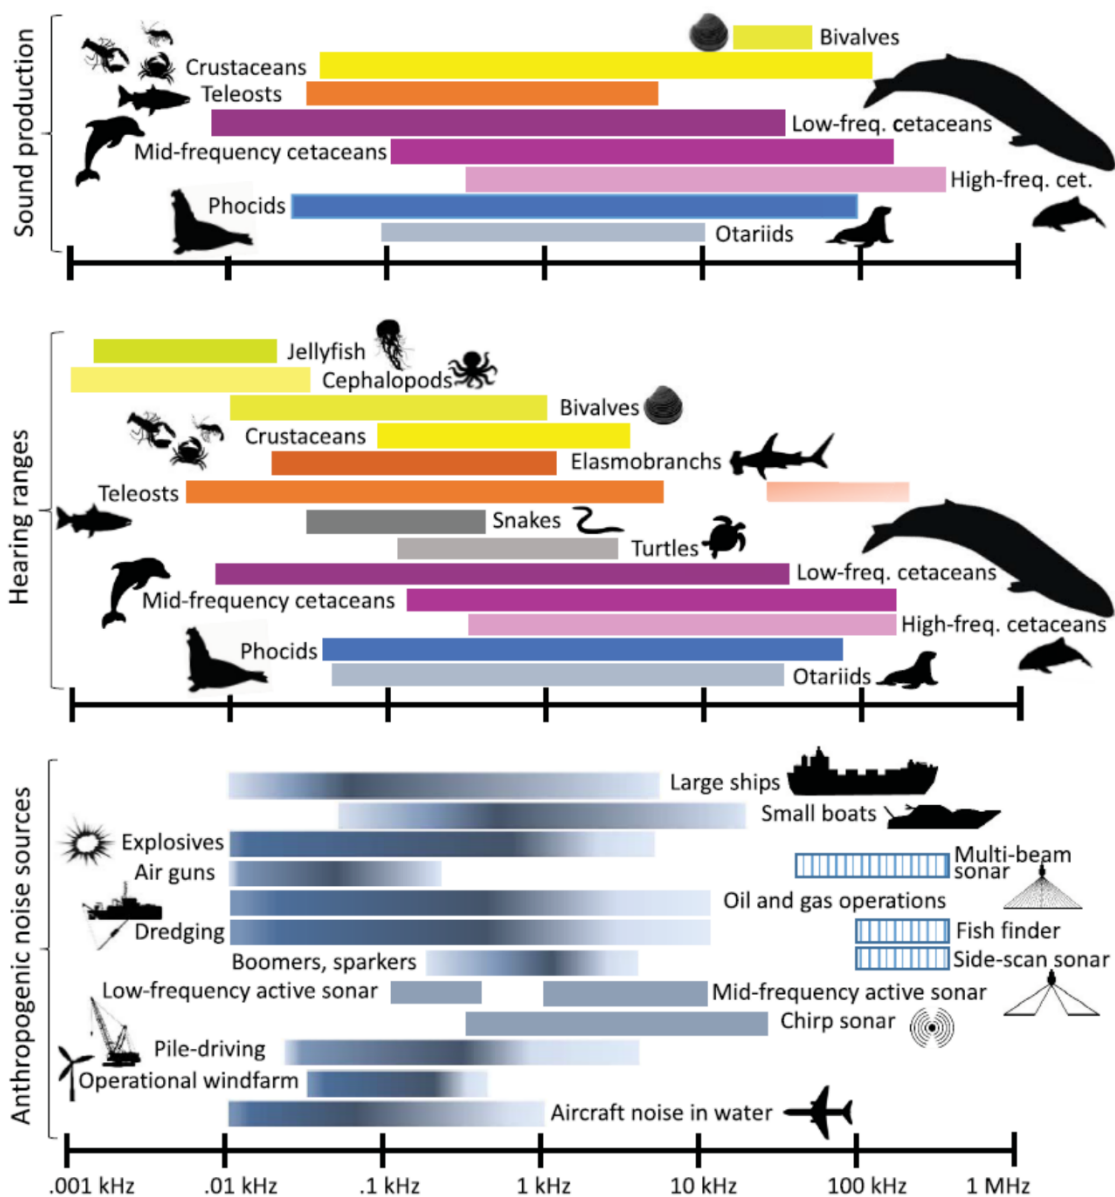 Sound production
Bivalves
Crustaceans
Teleosts
Low-freq. cetaceans
Mid-frequency cetaceans
High-freq. cet.
Phocids
Otariids
Hearing ranges
Jellyfish
Cephalopods
Bivalves
Crustaceans
Elasmobranchs
Teleosts
Snakes
Turtles
Low-freq. cetaceans
Mid-frequency cetaceans
High-freq. cetaceans
Phocids
Otariids
Anthropogenic noise sources
Large ships
Small boats
Explosives
Multi-beam
sonar
Air guns
Oil and gas operations
Dredging
Fish finder
Boomers, sparkers
Side-scan sonar
Low-frequency active sonar
Mid-frequency active sonar
Chirp sonar
Pile-driving
Operational windfarm
Aircraft noise in water
.001 kHz .01 kHz .1 kHz 1 kHz 10 kHz 100 kHz 1 MHz